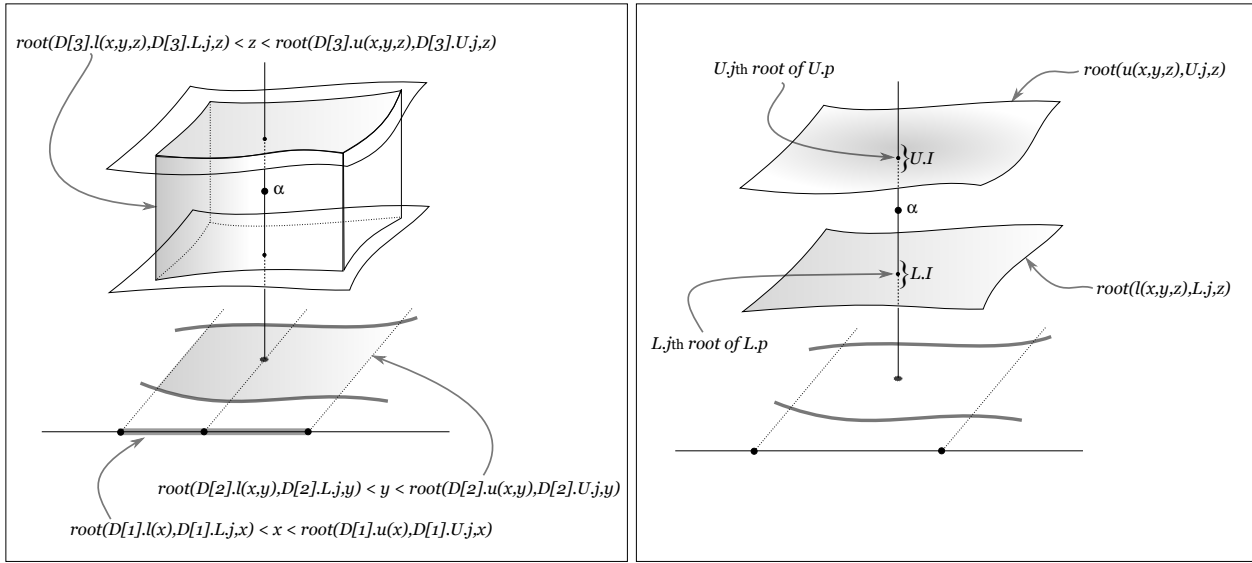 root(D[3].l(x,y,z),D[3].L.j,z) < z < root(D[3].u(x,y,z),D[3].U.j,z)
α
root(D[2].l(x,y),D[2].L.j,y) < y < root(D[2].u(x,y),D[2].U.j,y)
root(D[1].l(x),D[1].L.j,x) < x < root(D[1].u(x),D[1].U.j,x)
U.jth root of U.p
root(u(x,y,z),U.j,z)
}U.I
α
}L.I
root(l(x,y,z),L.j,z)
L.jth root of L.p